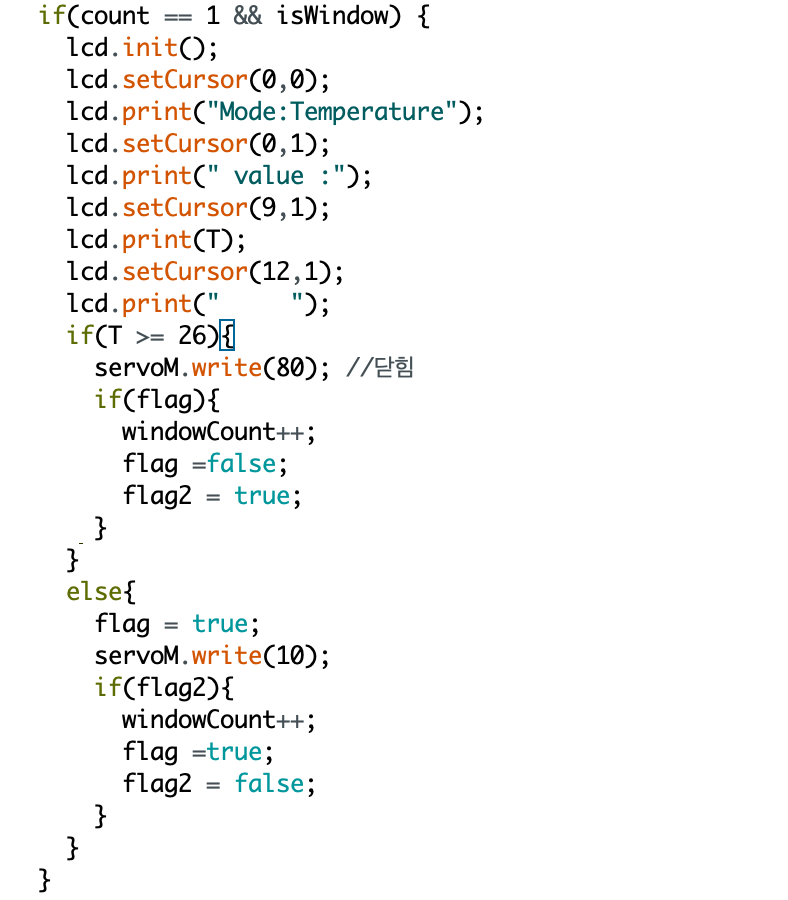 if(count == 1 && isWindow) {
lcd.init();
lcd.setCursor(0,0);
lcd.print("Mode:Temperature");
lcd.setCursor(0,1);
lcd.print(" value :");
lcd.setCursor(9,1);
lcd.print(T);
lcd.setCursor(12,1);
lcd.print("     ");
if(T >= 26){
servoM.write(80); //닫힘
if(flag){
windowCount++;
flag =false;
flag2 = true;
}
}
else{
flag = true;
servoM.write(10);
if(flag2){
windowCount++;
flag =true;
flag2 = false;
}
}
}